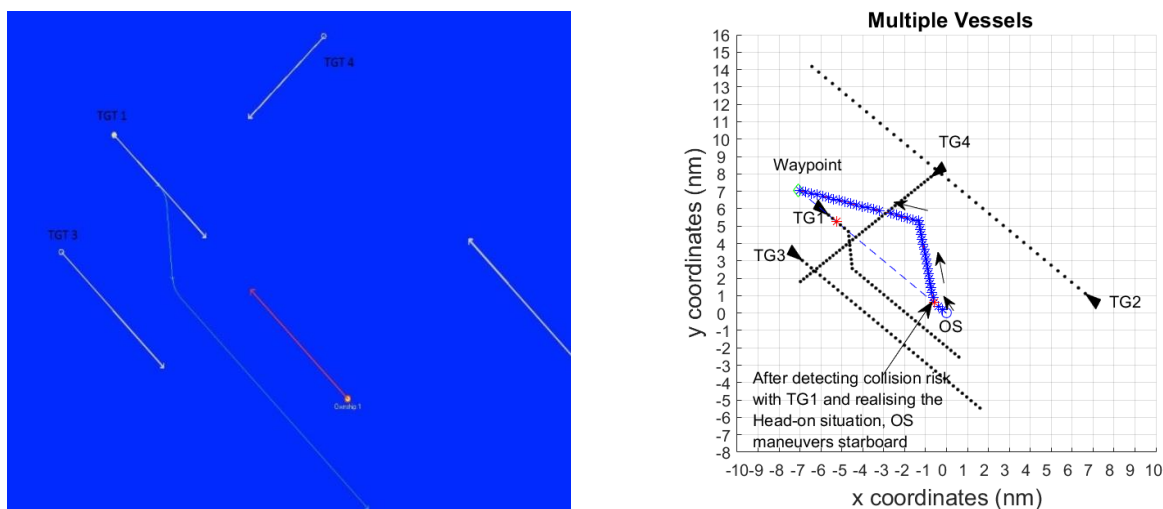 TGT 4
TGT 1
TGT 3
Ownship 1
Multiple Vessels
y coordinates (nm)
16
15
14
13
12
11
10
9
8
7
6
5
4
3
2
1
0
-1
-2
-3
-4
-5
-6
-7
-8
TG4
Waypoint
TG1
TG3
TG2
OS
After detecting collision risk
with TG1 and realising the
Head-on situation, OS
maneuvers starboard
-10 -9 -8 -7 -6 -5 -4 -3 -2 -1 0 1 2 3 4 5 6 7 8 9 10
x coordinates (nm)